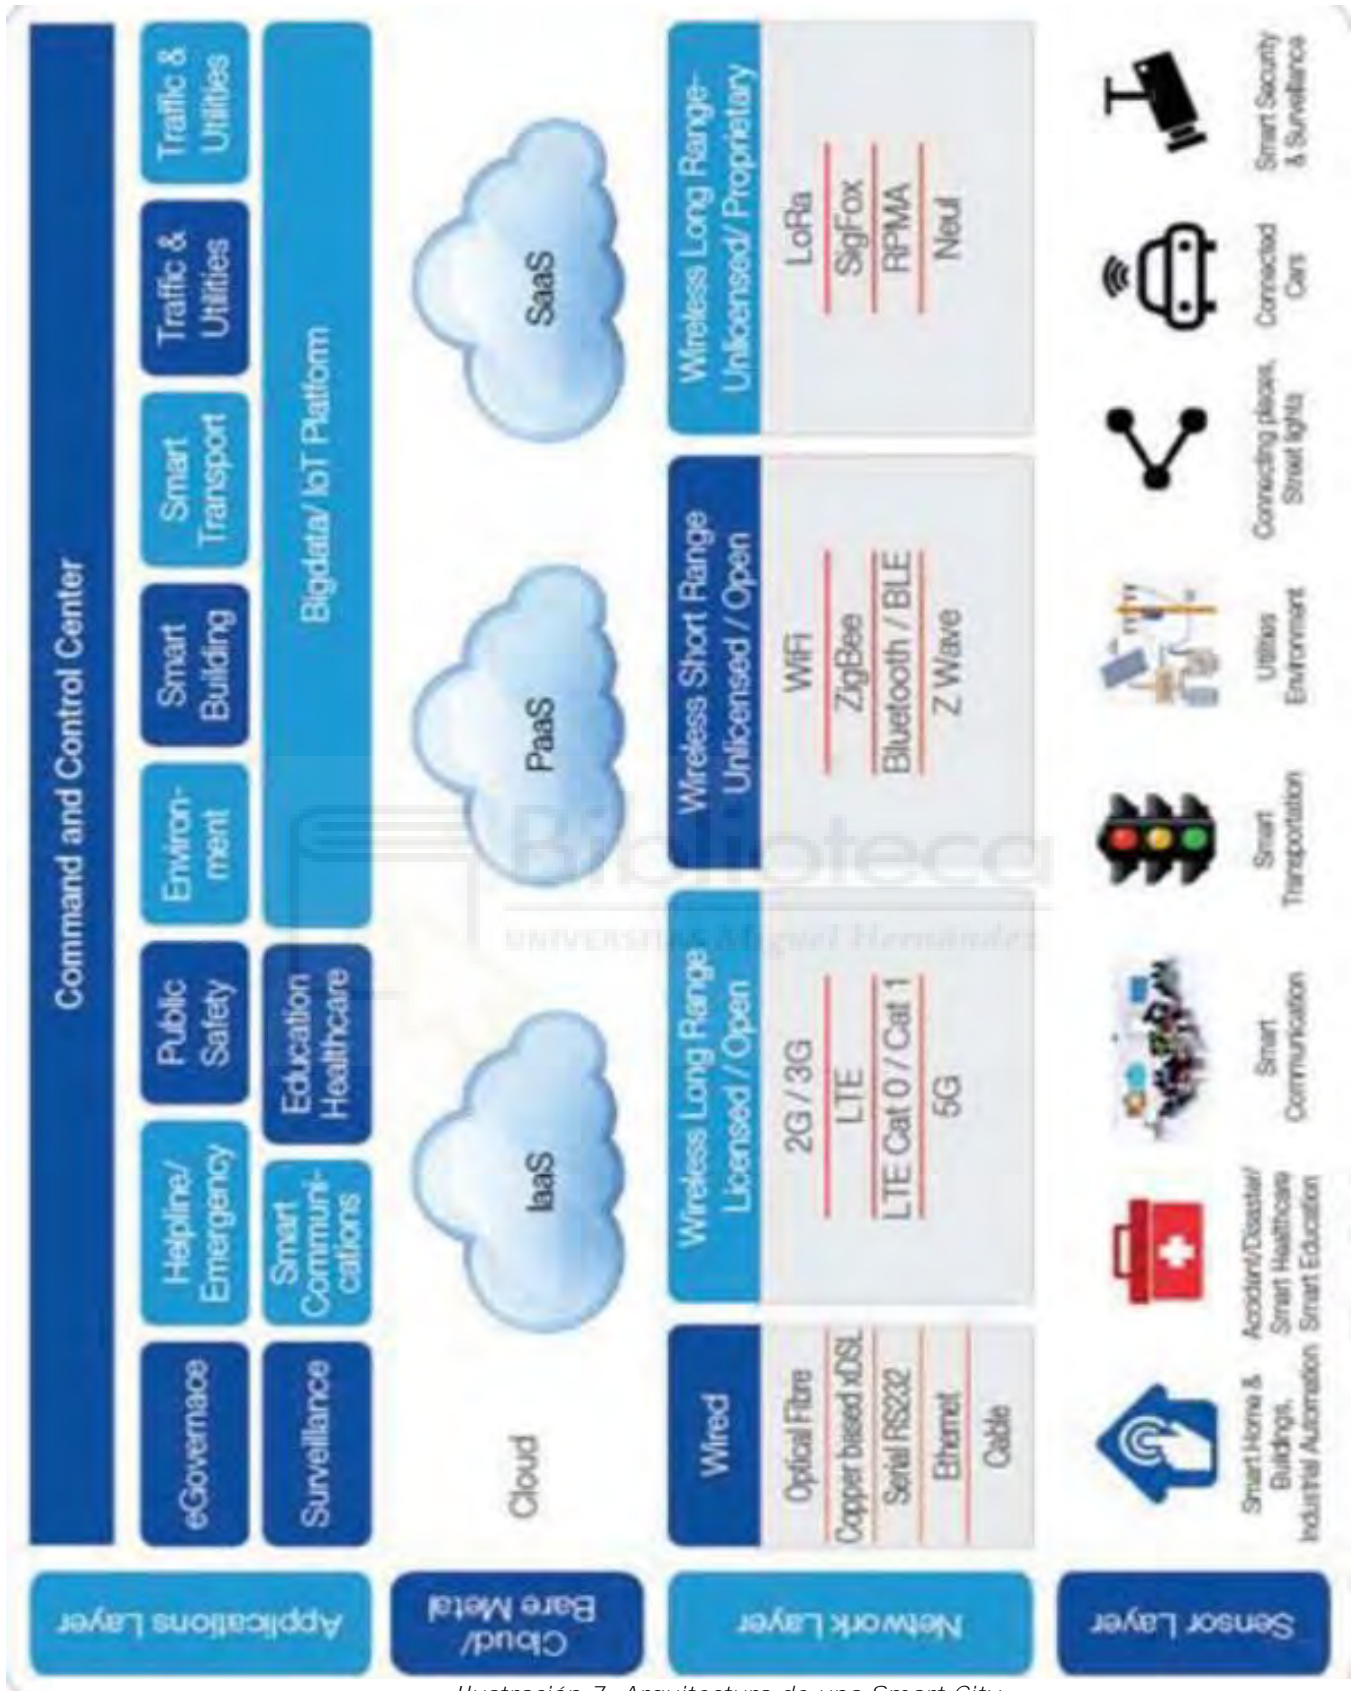 Command and Control Center
eGovernace
Helpline/
Emergency
Public
Safety
Environ-
ment
Smart
Building
Smart
Transport
Traffic &
Utilities
Traffic &
Utilities
Surveillance
Smart
Communi-
cations
Education
Healthcare
Bigdata/ IoT Platform
Applications Layer
Cloud
IaaS
PaaS
SaaS
Cloud/
Bare Metal
Wired
Optical Fibre
Copper based xDSL
Serial RS232
Ethernet
Cable
Wireless Long Range
Licensed / Open
2G / 3G
LTE
LTE Cat 0 / Cat 1
5G
Wireless Short Range
Unlicensed / Open
WiFi
ZigBee
Bluetooth / BLE
Z Wave
Wireless Long Range-
Unlicensed/ Proprietary
LoRa
SigFox
RPMA
Neul
Network Layer
Smart Home &
Buildings,
Industrial Automation
Accident/Disaster/
Smart Healthcare
Smart Education
Smart
Communication
Smart
Transportation
Utilities
Environment
Connecting places,
Street lights
Connected
Cars
Smart Security
& Surveillance
Sensor Layer
Biblioteca
UNIVERSITAS Miguel Hernández
Ilustración 7. Arquitectura de una Smart City